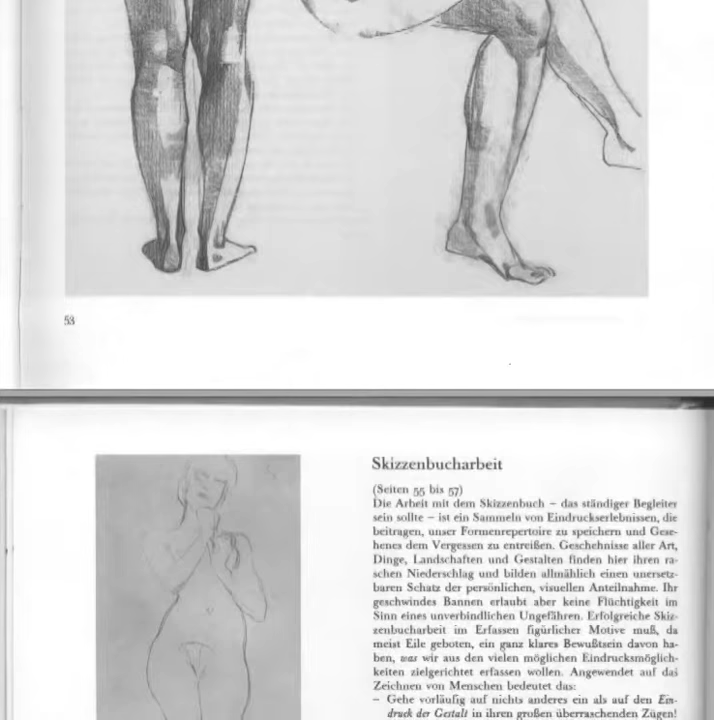 53
Skizzenbucharbeit
(Seiten 55 bis 57)
Die Arbeit mit dem Skizzenbuch – das ständiger Begleiter
sein sollte – ist ein Sammeln von Eindruckserlebnissen, die
beitragen, unser Formenrepertoire zu speichern und Gese-
henes dem Vergessen zu entreißen. Geschehnisse aller Art,
Dinge, Landschaften und Gestalten finden hier ihren ra-
schen Niederschlag und bilden allmählich einen unersetz-
baren Schatz der persönlichen, visuellen Anteilnahme. Ihr
geschwindes Bannen erlaubt aber keine Flüchtigkeit im
Sinn eines unverbindlichen Ungefähren. Erfolgreiche Skiz-
zenbucharbeit im Erfassen figürlicher Motive muß, da
meist Eile geboten, ein ganz klares Bewußtsein davon ha-
ben, was wir aus den vielen möglichen Eindrucksmöglich-
keiten zielgerichtet erfassen wollen. Angewendet auf das
Zeichnen von Menschen bedeutet das:
– Gehe vorläufig auf nichts anderes ein als auf den Ein-
druck der Gestalt in ihren großen überraschenden Zügen!